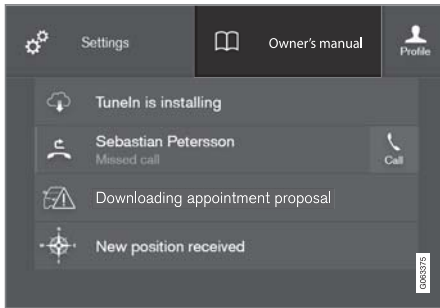 Settings
Owner's manual
Profile
TuneIn is installing
Sebastian Petersson
Missed call
Call
Downloading appointment proposal
New position received
G063375